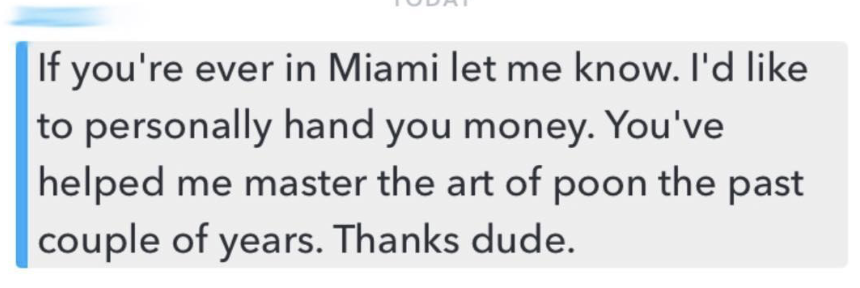 TODAY
If you're ever in Miami let me know. I'd like
to personally hand you money. You've
helped me master the art of poon the past
couple of years. Thanks dude.